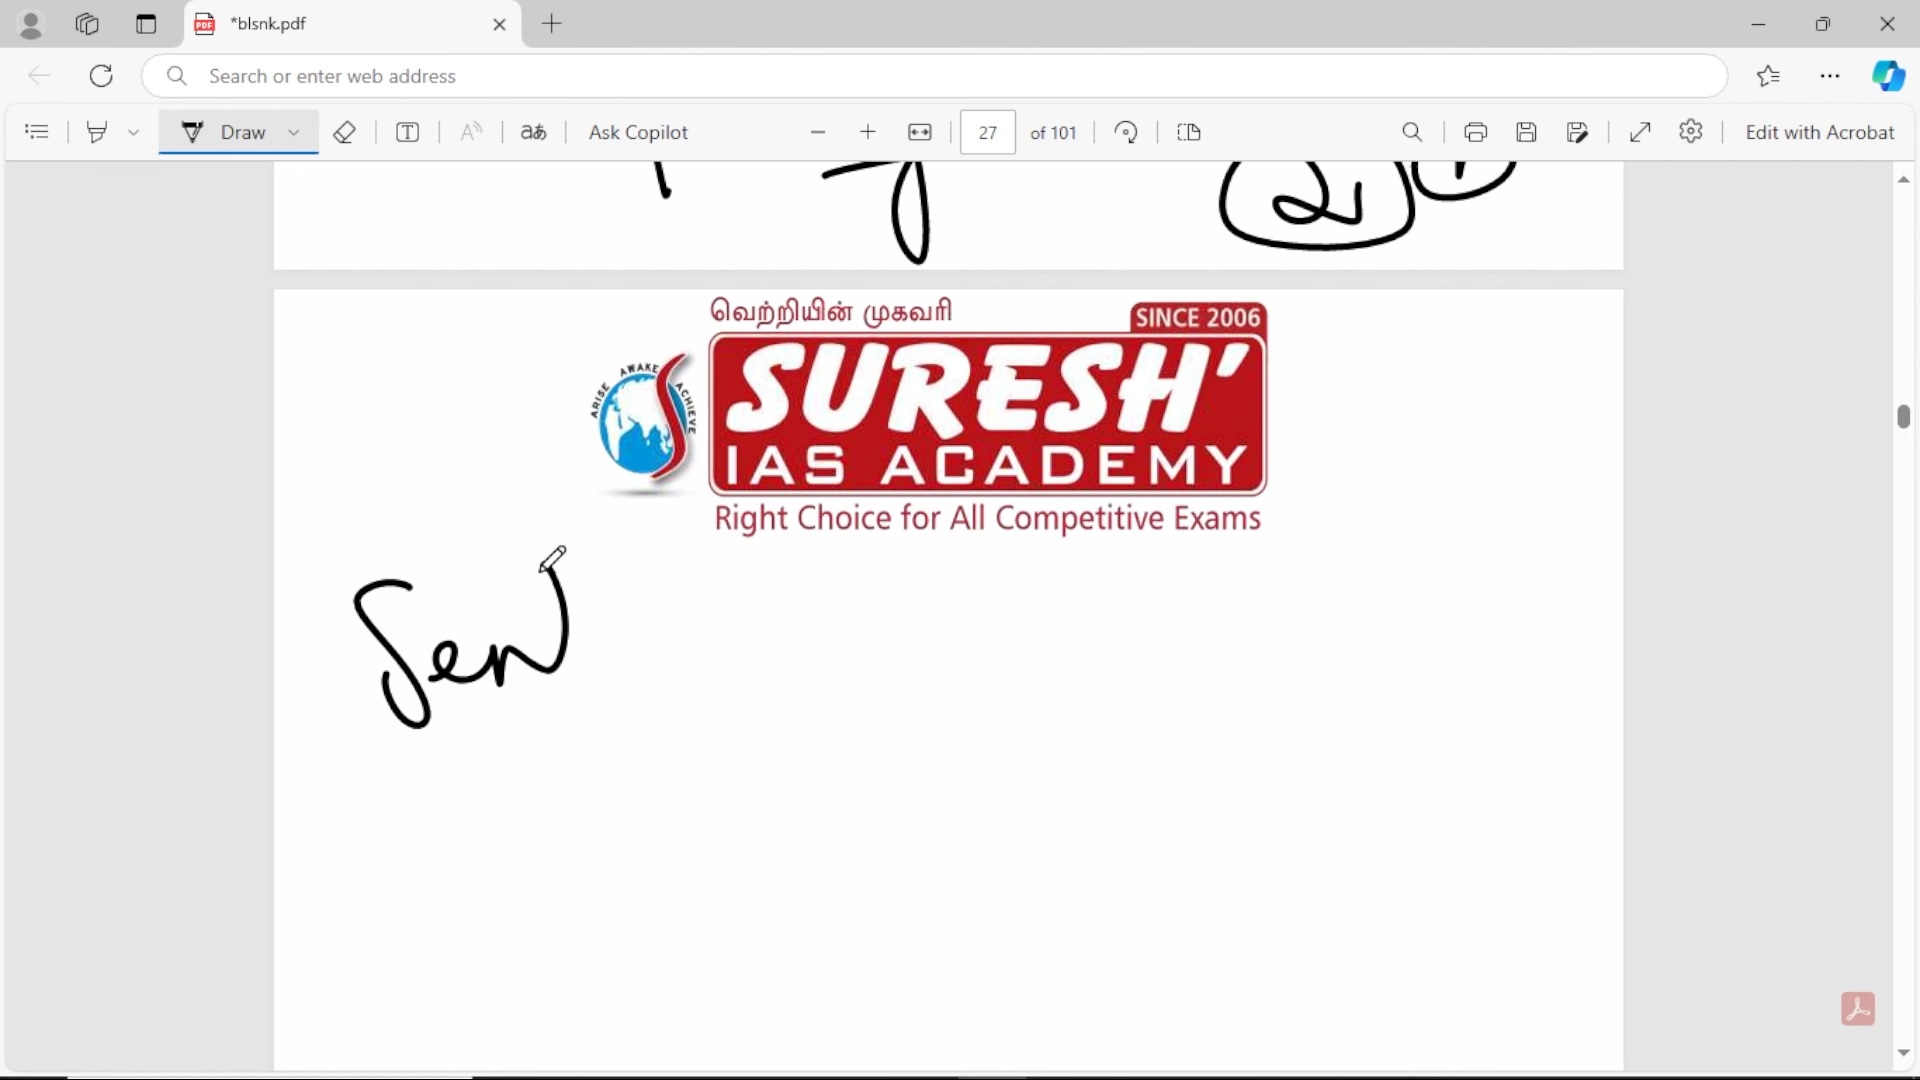 *blsnk.pdf
Search or enter web address
Draw
Ask Copilot
27 of 101
Edit with Acrobat
வெற்றியின் முகவரி
SINCE 2006
ARISE AWAKE ACHIEVE
SURESH'
IAS ACADEMY
Right Choice for All Competitive Exams